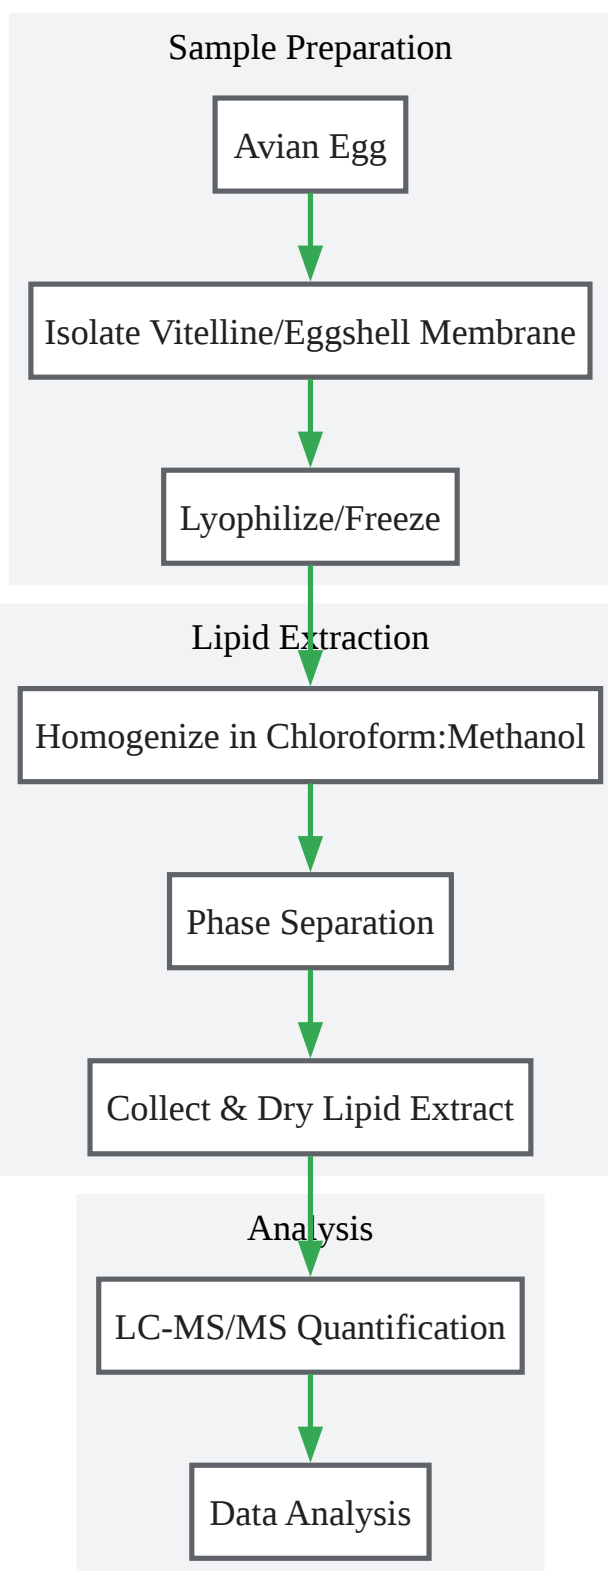 Sample Preparation
Avian Egg
Isolate Vitelline/Eggshell Membrane
Lyophilize/Freeze
Lipid Extraction
Homogenize in Chloroform:Methanol
Phase Separation
Collect & Dry Lipid Extract
Analysis
LC-MS/MS Quantification
Data Analysis